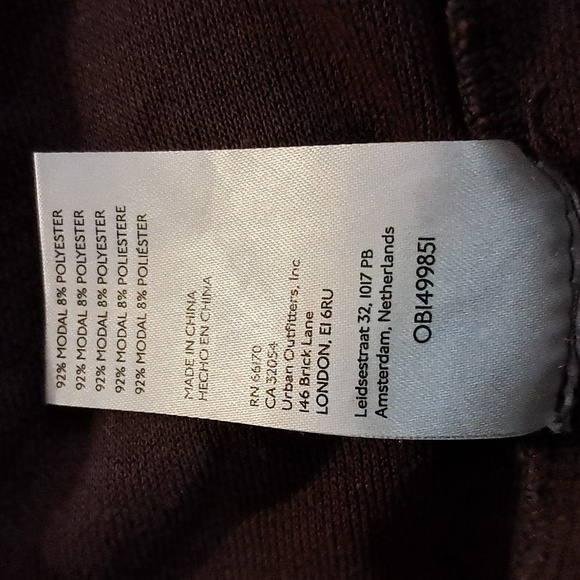 92% MODAL 8% POLYESTER
92% MODAL 8% POLYESTER
92% MODAL 8% POLYESTER
92% MODAL 8% POLIESTERE
92% MODAL 8% POLIÉSTER
MADE IN CHINA
HECHO EN CHINA
RN 66170
CA 32054
Urban Outfitters, Inc
146 Brick Lane
LONDON, E1 6RU
Leidsestraat 32, 1017 PB
Amsterdam, Netherlands
OB1499851